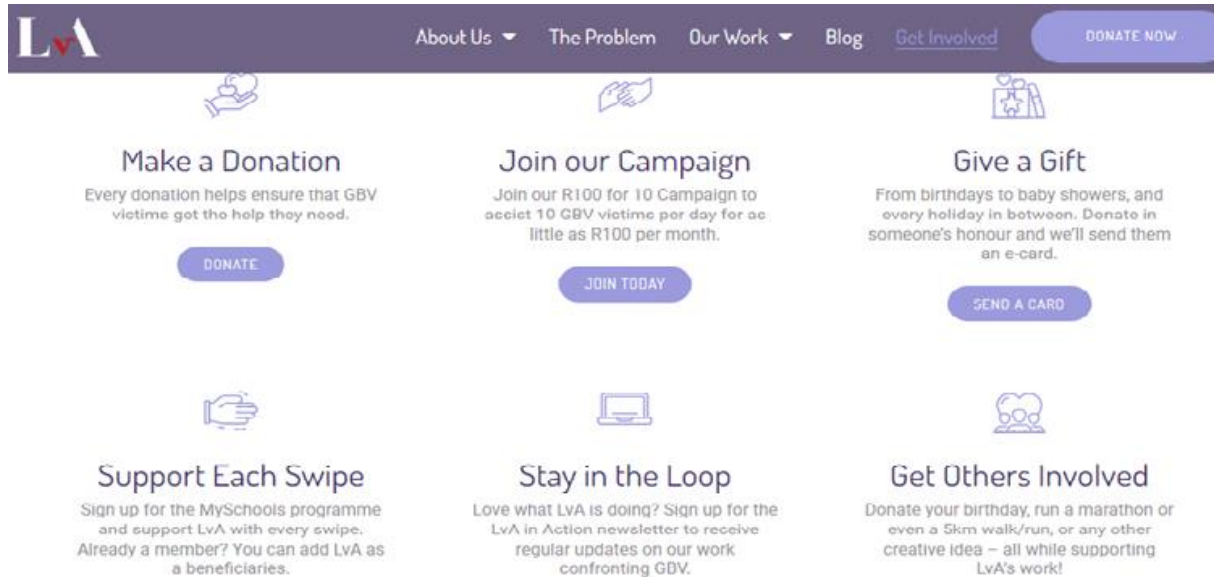 LvA
About Us
The Problem
Our Work
Blog
Get Involved
DONATE NOW
Make a Donation
Every donation helps ensure that GBV
victims get the help they need.
DONATE
Join our Campaign
Join our R100 for 10 Campaign to
assist 10 GBV victims per day for as
little as R100 per month.
JOIN TODAY
Give a Gift
From birthdays to baby showers, and
every holiday in between. Donate in
someone's honour and we'll send them
an e-card.
SEND A CARD
Support Each Swipe
Sign up for the MySchools programme
and support LvA with every swipe.
Already a member? You can add LvA as
a beneficiaries.
Stay in the Loop
Love what LvA is doing? Sign up for the
LvA in Action newsletter to receive
regular updates on our work
confronting GBV.
Get Others Involved
Donate your birthday, run a marathon or
even a 5km walk/run, or any other
creative idea – all while supporting
LvA's work!